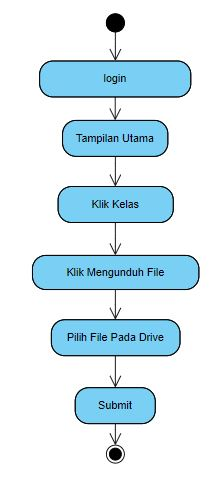 login
Tampilan Utama
Klik Kelas
Klik Mengunduh File
Pilih File Pada Drive
Submit